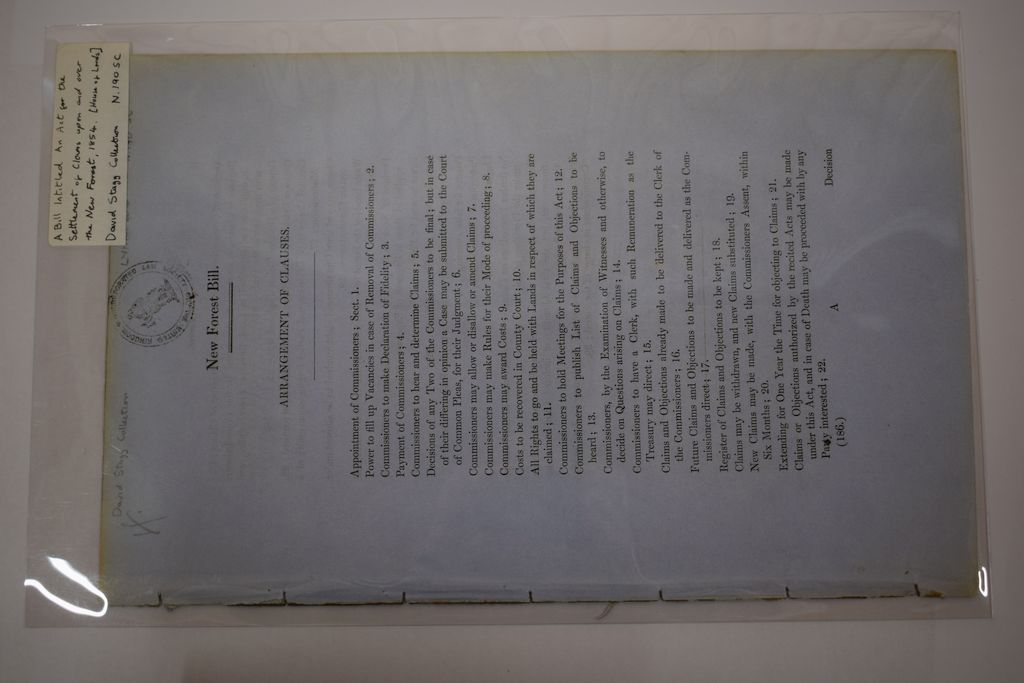 A Bill Intitled An Act for the
Settlement of Claims upon and over
the New Forest, 1854. [House of Lords]
David Stagg Collection N.190 SC
David Stagg Collection
New Forest Bill.
ARRANGEMENT OF CLAUSES.
Appointment of Commissioners; Sect. 1.
Power to fill up Vacancies in case of Removal of Commissioners; 2.
Commissioners to make Declaration of Fidelity; 3.
Payment of Commissioners; 4.
Commissioners to hear and determine Claims; 5.
Decisions of any Two of the Commissioners to be final; but in case
of their differing in opinion a Case may be submitted to the Court
of Common Pleas, for their Judgment; 6.
Commissioners may allow or disallow or amend Claims; 7.
Commissioners may make Rules for their Mode of proceeding; 8.
Commissioners may award Costs; 9.
Costs to be recovered in County Court; 10.
All Rights to go and be held with Lands in respect of which they are
claimed; 11.
Commissioners to hold Meetings for the Purposes of this Act; 12.
Commissioners to publish List of Claims and Objections to be
heard; 13.
Commissioners, by the Examination of Witnesses and otherwise, to
decide on Questions arising on Claims; 14.
Commissioners to have a Clerk, with such Remuneration as the
Treasury may direct; 15.
Claims and Objections already made to be delivered to the Clerk of
the Commissioners; 16.
Future Claims and Objections to be made and delivered as the Com-
missioners direct; 17.
Register of Claims and Objections to be kept; 18.
Claims may be withdrawn, and new Claims substituted; 19.
New Claims may be made, with the Commissioners Assent, within
Six Months; 20.
Extending for One Year the Time for objecting to Claims; 21.
Claims or Objections authorized by the recited Acts may be made
under this Act, and in case of Death may be proceeded with by any
Party interested; 22.
(186.) A Decision